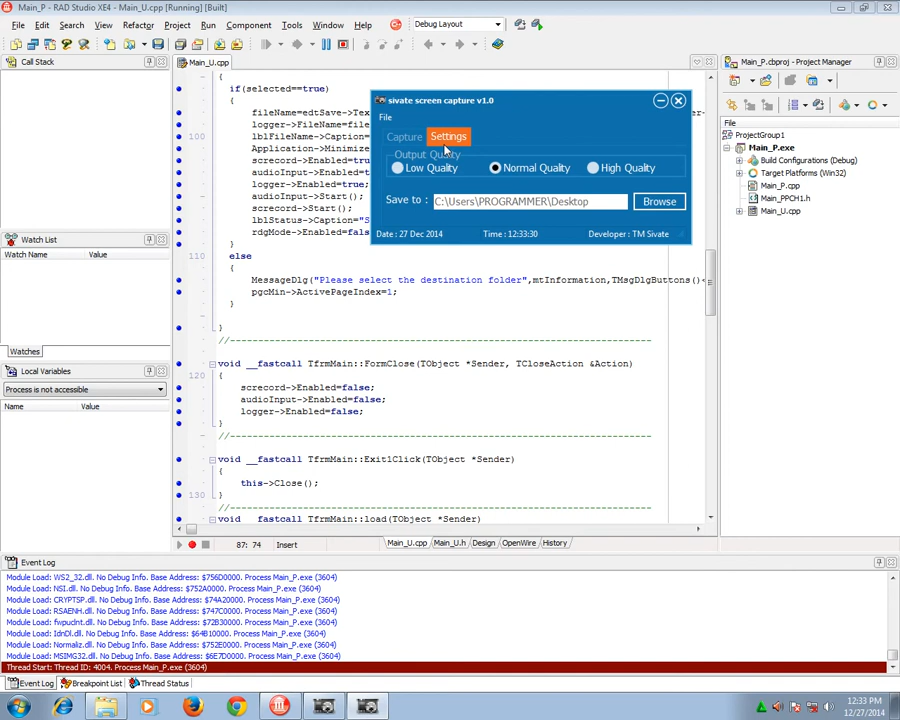 Main_P - RAD Studio XE4 - Main_U.cpp [Running] [Built]
File Edit Search View Refactor Project Run Component Tools Window Help Debug Layout
Call Stack
Main_U.cpp
Main_P.cbproj - Project Manager
{
if(selected==true)
{
fileName=edtSave->Tex
100 logger->FileName=file
lblFileName->Caption=
Application->Minimize
screcord->Enabled=true
audioInput->Enabled=t
logger->Enabled=true;
audioInput->Start();
screcord->Start();
lblStatus->Caption="S
rdgMode->Enabled=fals
}
110 else
{
MessageDlg("Please select the destination folder",mtInformation,TMsgDlgButtons()<
pgcMin->ActivePageIndex=1;
}
}
//
void __fastcall TfrmMain::FormClose(TObject *Sender, TCloseAction &Action)
120 {
screcord->Enabled=false;
audioInput->Enabled=false;
logger->Enabled=false;
}
//
void __fastcall TfrmMain::Exit1Click(TObject *Sender)
{
this->Close();
130 }
//
void __fastcall TfrmMain::load(TObject *Sender)
sivate screen capture v1.0
File
Capture Settings
Output Quality
Low Quality Normal Quality High Quality
Save to : C:\Users\PROGRAMMER\Desktop Browse
Date : 27 Dec 2014 Time : 12:33:30 Developer : TM Sivate
File
ProjectGroup1
Main_P.exe
Build Configurations (Debug)
Target Platforms (Win32)
Main_P.cpp
Main_PPCH1.h
Main_U.cpp
Watch List
Watch Name Value
Watches
Local Variables
Process is not accessible
Name Value
87: 74 Insert Main_U.cpp Main_U.h Design OpenWire History
Event Log
Module Load: WS2_32.dll. No Debug Info. Base Address: $756D0000. Process Main_P.exe (3604)
Module Load: NSI.dll. No Debug Info. Base Address: $752A0000. Process Main_P.exe (3604)
Module Load: CRYPTSP.dll. No Debug Info. Base Address: $74A20000. Process Main_P.exe (3604)
Module Load: RSAENH.dll. No Debug Info. Base Address: $747C0000. Process Main_P.exe (3604)
Module Load: fwpucInt.dll. No Debug Info. Base Address: $72B30000. Process Main_P.exe (3604)
Module Load: IdnDl.dll. No Debug Info. Base Address: $64B10000. Process Main_P.exe (3604)
Module Load: Normaliz.dll. No Debug Info. Base Address: $752E0000. Process Main_P.exe (3604)
Module Load: MSIMG32.dll. No Debug Info. Base Address: $6E7D0000. Process Main_P.exe (3604)
Thread Start: Thread ID: 4004. Process Main_P.exe (3604)
Event Log Breakpoint List Thread Status
12:33 PM
12/27/2014